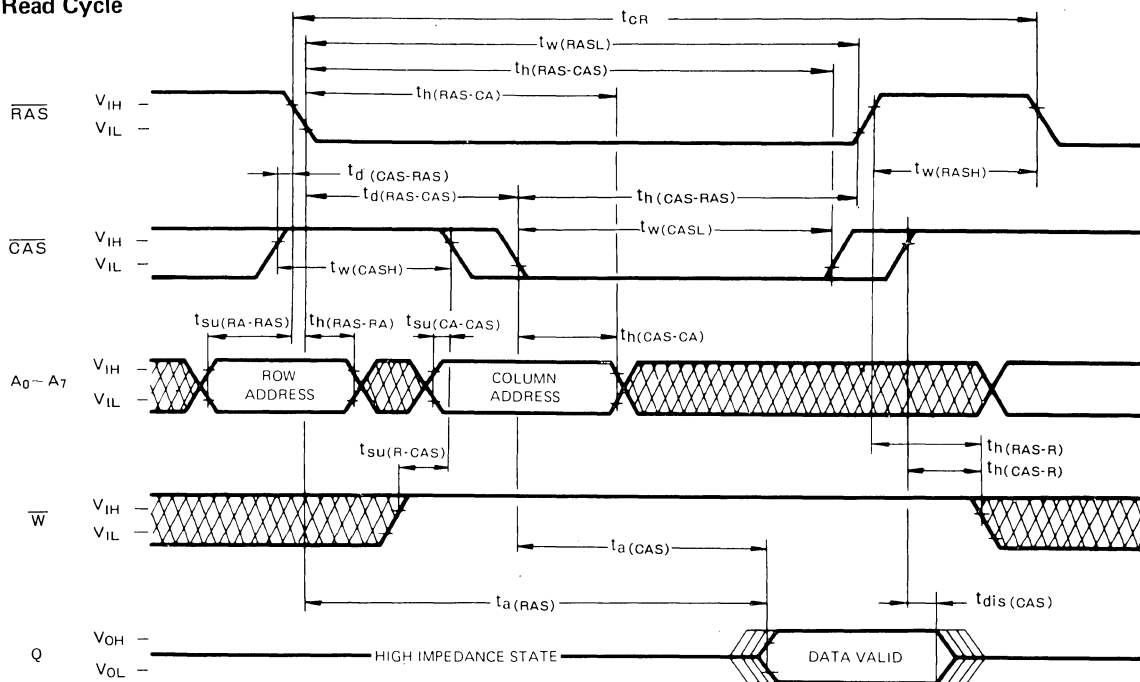 Read Cycle
tCR
tw(RASL)
th(RAS-CAS)
th(RAS-CA)
RAS
VIH
VIL
td (CAS-RAS)
td(RAS-CAS)
th(CAS-RAS)
tw(RASH)
CAS
VIH
VIL
tw(CASL)
tw(CASH)
tsu(RA-RAS)
th(RAS-RA)
tsu(CA-CAS)
th(CAS-CA)
A0–A7
VIH
VIL
ROW ADDRESS
COLUMN ADDRESS
tsu(R-CAS)
th(RAS-R)
th(CAS-R)
W
VIH
VIL
ta(CAS)
ta(RAS)
tdis(CAS)
Q
VOH
VOL
HIGH IMPEDANCE STATE
DATA VALID